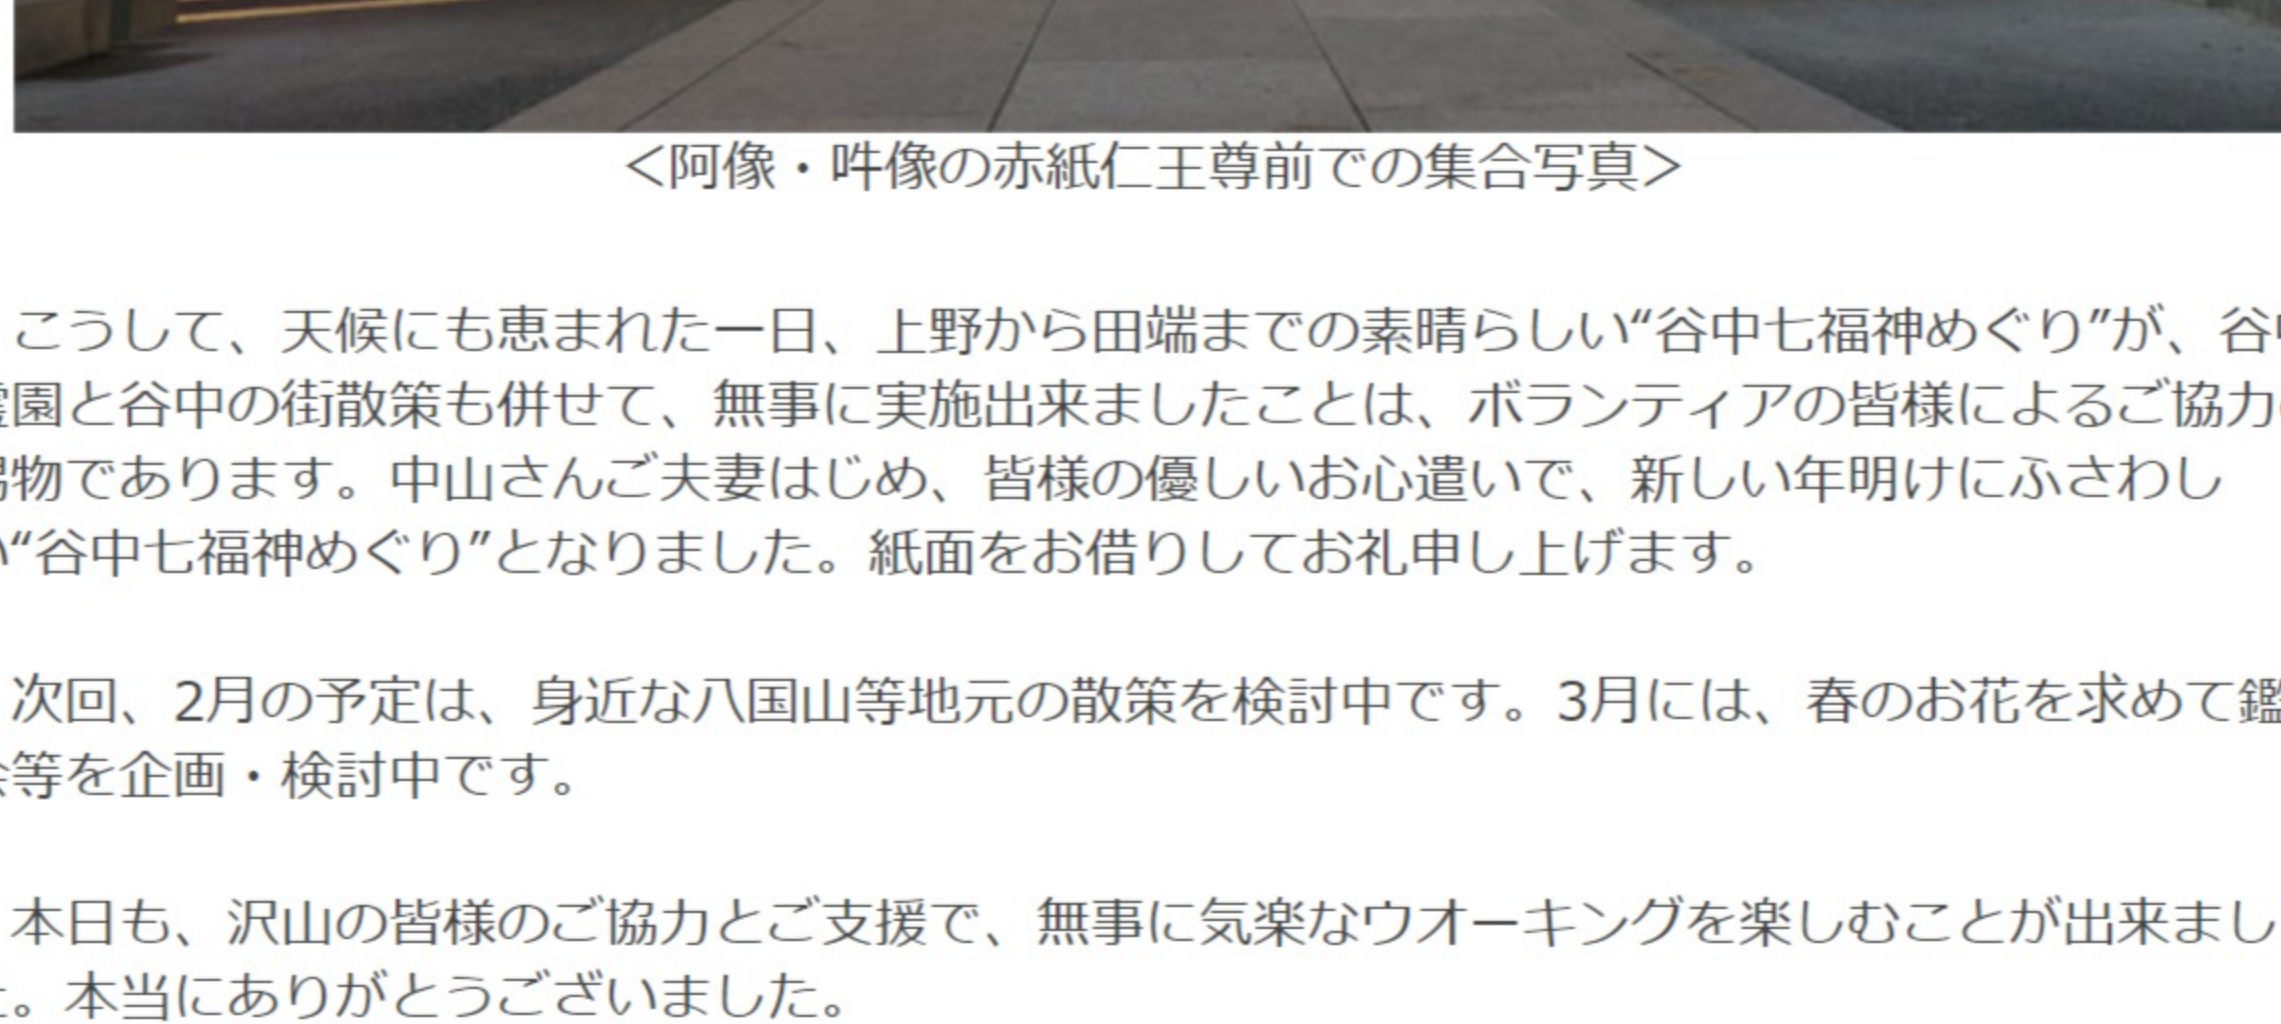 <阿像・吽像の赤紙仁王尊前での集合写真>
こうして、天候にも恵まれた一日、上野から田端までの素晴らしい“谷中七福神めぐり”が、谷
園と谷中の街散策も併せて、無事に実施出来ましたことは、ボランティアの皆様によるご協力
物であります。中山さんご夫妻はじめ、皆様の優しいお心遣いで、新しい年明けにふさわし
“谷中七福神めぐり”となりました。紙面をお借りしてお礼申し上げます。
次回、2月の予定は、身近な八国山等地元の散策を検討中です。3月には、春のお花を求めて
等を企画・検討中です。
本日も、沢山の皆様のご協力とご支援で、無事に気楽なウオーキングを楽しむことが出来まし
。本当にありがとうございました。